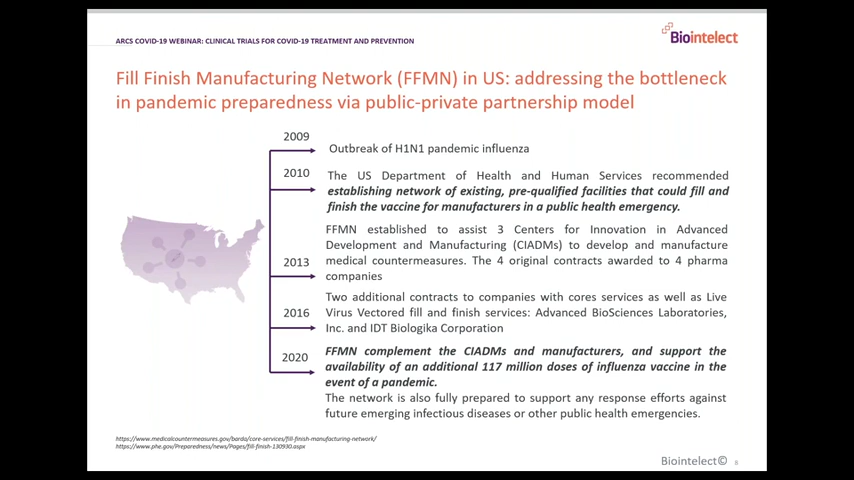 ARCS COVID-19 WEBINAR: CLINICAL TRIALS FOR COVID-19 TREATMENT AND PREVENTION
Biointelect
Fill Finish Manufacturing Network (FFMN) in US: addressing the bottleneck
in pandemic preparedness via public-private partnership model
2009
Outbreak of H1N1 pandemic influenza
2010
The US Department of Health and Human Services recommended
establishing network of existing, pre-qualified facilities that could fill and
finish the vaccine for manufacturers in a public health emergency.
2013
FFMN established to assist 3 Centers for Innovation in Advanced
Development and Manufacturing (CIADMs) to develop and manufacture
medical countermeasures. The 4 original contracts awarded to 4 pharma
companies
2016
Two additional contracts to companies with cores services as well as Live
Virus Vectored fill and finish services: Advanced BioSciences Laboratories,
Inc. and IDT Biologika Corporation
2020
FFMN complement the CIADMs and manufacturers, and support the
availability of an additional 117 million doses of influenza vaccine in the
event of a pandemic.
The network is also fully prepared to support any response efforts against
future emerging infectious diseases or other public health emergencies.
https://www.medicalcountermeasures.gov/barda/core-services/fill-finish-manufacturing-network/
https://www.phe.gov/Preparedness/news/Pages/fill-finish-130930.aspx
Biointelect© 8